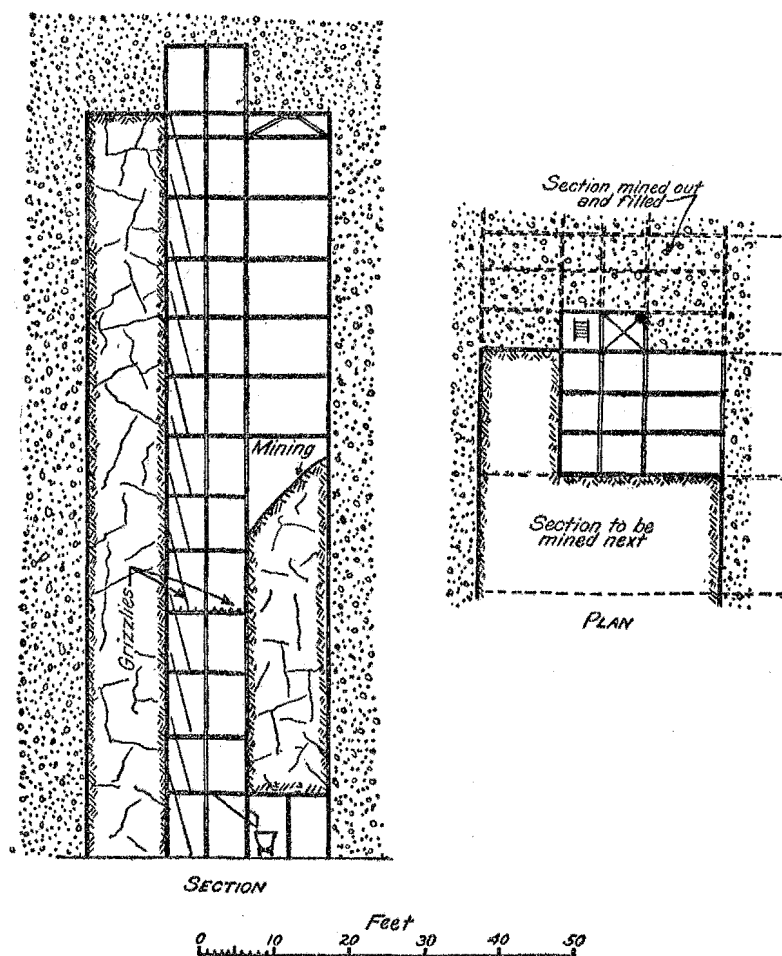 Mining
Grizzlies
SECTION
Section mined out
and filled
Section to be
mined next
PLAN
Feet
0 10 20 30 40 50